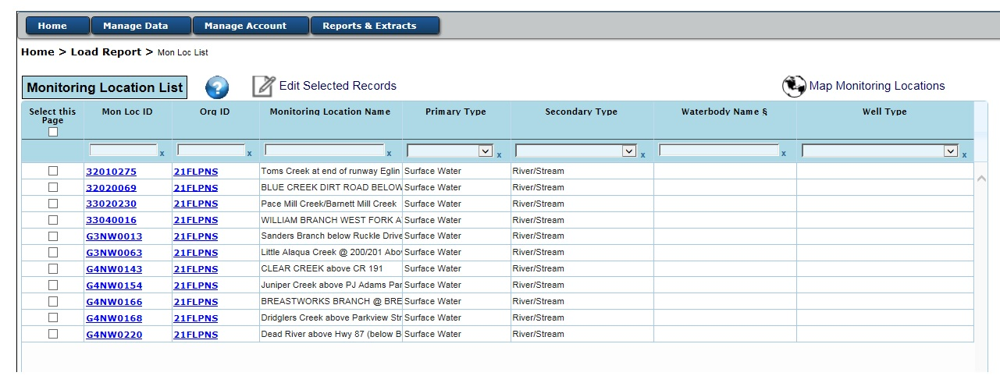 Home Manage Data Manage Account Reports & Extracts
Home > Load Report > Mon Loc List
Monitoring Location List ? Edit Selected Records Map Monitoring Locations
Select this Page Mon Loc ID Org ID Monitoring Location Name Primary Type Secondary Type Waterbody Name § Well Type
x x x x x x x
32010275 21FLPNS Toms Creek at end of runway Eglin Surface Water River/Stream
32020069 21FLPNS BLUE CREEK DIRT ROAD BELOW Surface Water River/Stream
33020230 21FLPNS Pace Mill Creek/Barnett Mill Creek Surface Water River/Stream
33040016 21FLPNS WILLIAM BRANCH WEST FORK A Surface Water River/Stream
G3NW0013 21FLPNS Sanders Branch below Ruckle Drive Surface Water River/Stream
G3NW0063 21FLPNS Little Alaqua Creek @ 200/201 Abo Surface Water River/Stream
G4NW0143 21FLPNS CLEAR CREEK above CR 191 Surface Water River/Stream
G4NW0154 21FLPNS Juniper Creek above PJ Adams Par Surface Water River/Stream
G4NW0166 21FLPNS BREASTWORKS BRANCH @ BRE Surface Water River/Stream
G4NW0168 21FLPNS Dridglers Creek above Parkview Str Surface Water River/Stream
G4NW0220 21FLPNS Dead River above Hwy 87 (below B Surface Water River/Stream